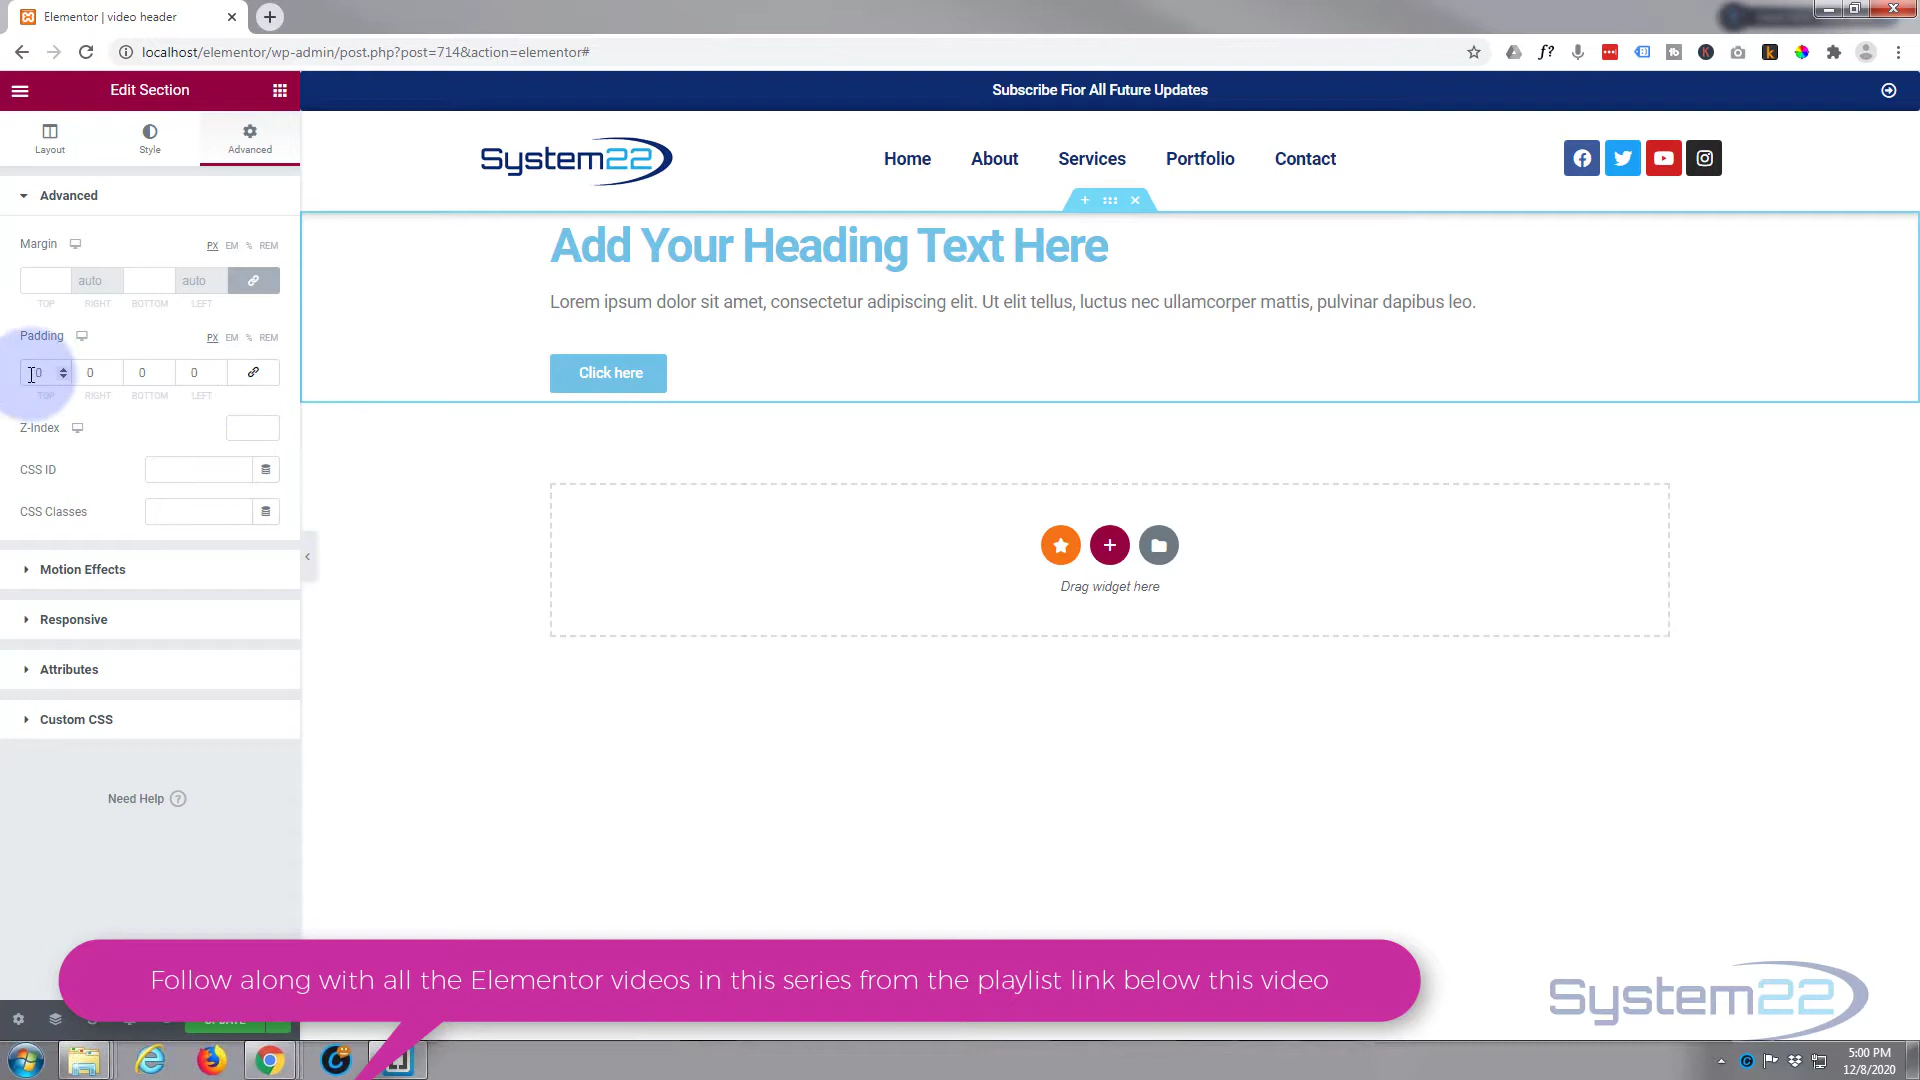 Elementor | video header
localhost/elementor/wp-admin/post.php?post=714&action=elementor#
Edit Section
Subscribe Fior All Future Updates
Layout
Style
Advanced
System22
Home
About
Services
Portfolio
Contact
Advanced
Margin
PX EM % REM
auto
auto
TOP RIGHT BOTTOM LEFT
Padding
PX EM % REM
0 0 0 0
TOP RIGHT BOTTOM LEFT
Z-Index
CSS ID
CSS Classes
Motion Effects
Responsive
Attributes
Custom CSS
Need Help ?
Add Your Heading Text Here
Lorem ipsum dolor sit amet, consectetur adipiscing elit. Ut elit tellus, luctus nec ullamcorper mattis, pulvinar dapibus leo.
Click here
Drag widget here
Follow along with all the Elementor videos in this series from the playlist link below this video
System22
5:00 PM
12/8/2020